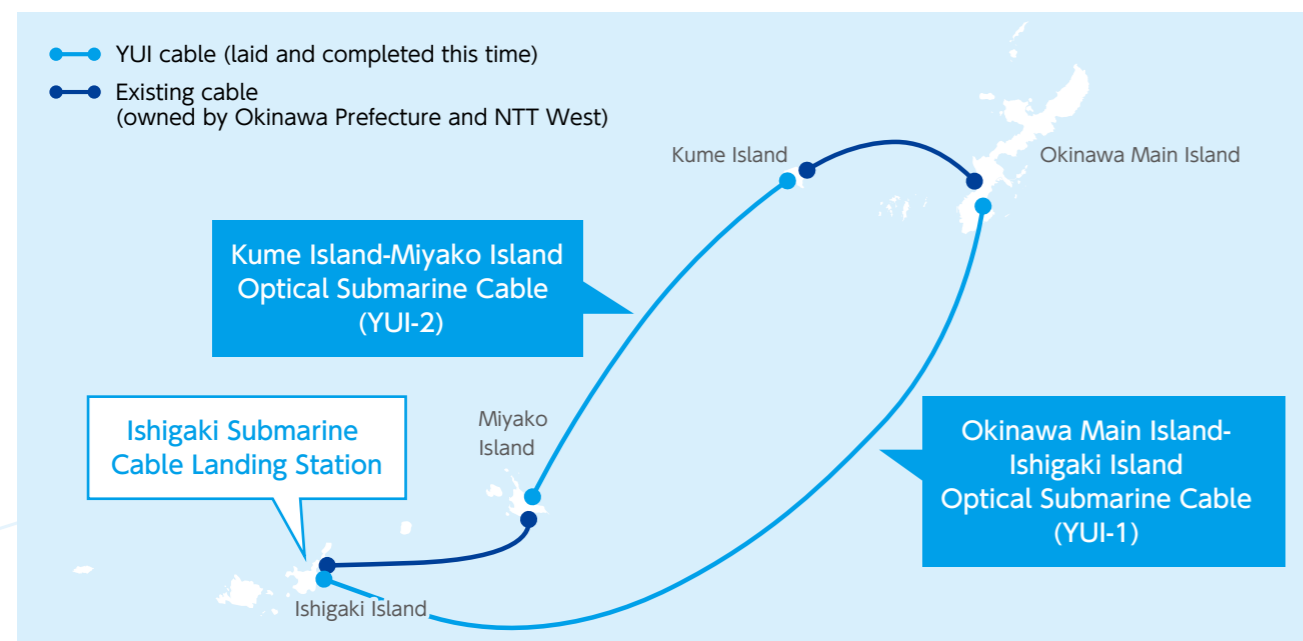 YUI cable (laid and completed this time)
Existing cable
(owned by Okinawa Prefecture and NTT West)
Kume Island
Okinawa Main Island
Kume Island-Miyako Island
Optical Submarine Cable
(YUI-2)
Ishigaki Submarine
Cable Landing Station
Miyako
Island
Okinawa Main Island-
Ishigaki Island
Optical Submarine Cable
(YUI-1)
Ishigaki Island